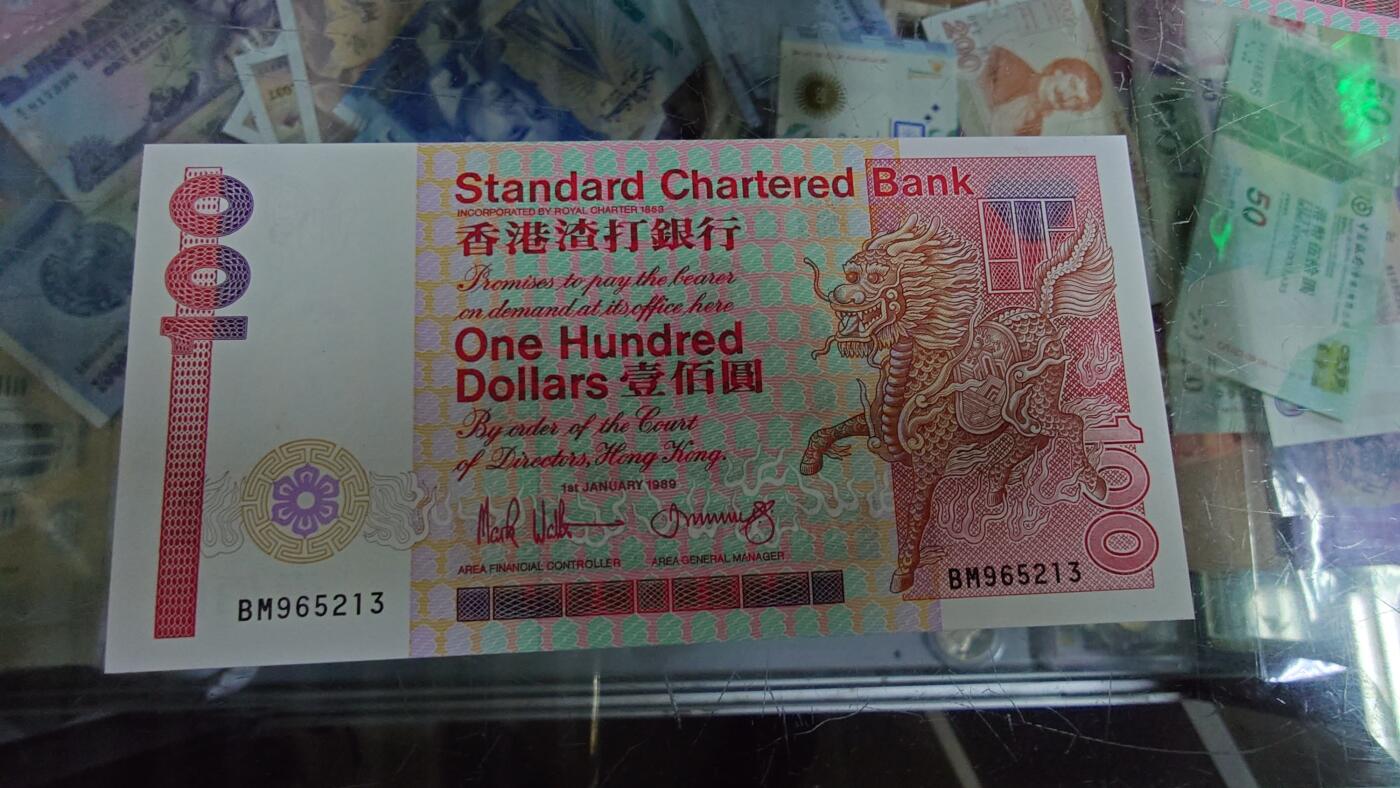 100
Standard Chartered Bank
INCORPORATED BY ROYAL CHARTER 1853
香港渣打銀行
Promises to pay the bearer
on demand at its office here
One Hundred
Dollars 壹佰圓
By order of the Court
of Directors, Hong Kong.
1st JANUARY 1989
AREA FINANCIAL CONTROLLER AREA GENERAL MANAGER
BM965213
BM965213
100
200
50